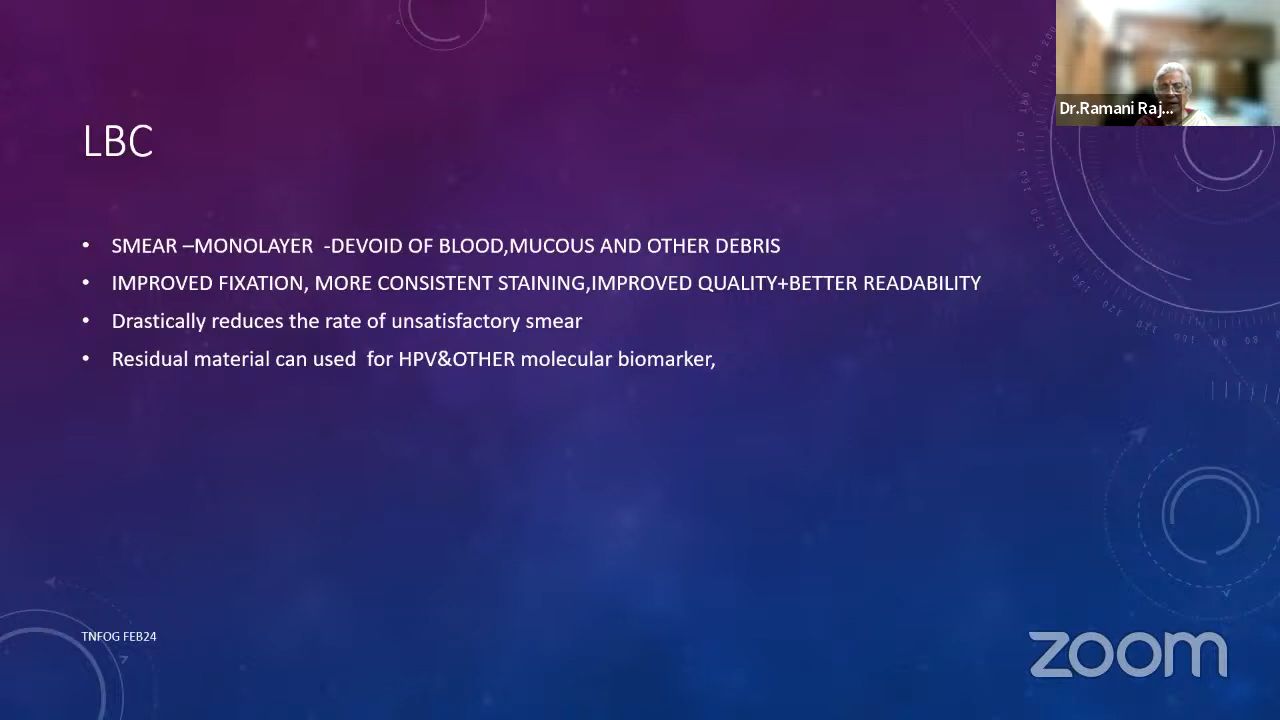 Dr.Ramani Raj...
LBC
• SMEAR –MONOLAYER -DEVOID OF BLOOD,MUCOUS AND OTHER DEBRIS
• IMPROVED FIXATION, MORE CONSISTENT STAINING,IMPROVED QUALITY+BETTER READABILITY
• Drastically reduces the rate of unsatisfactory smear
• Residual material can used for HPV&OTHER molecular biomarker,
TNFOG FEB24
zoom